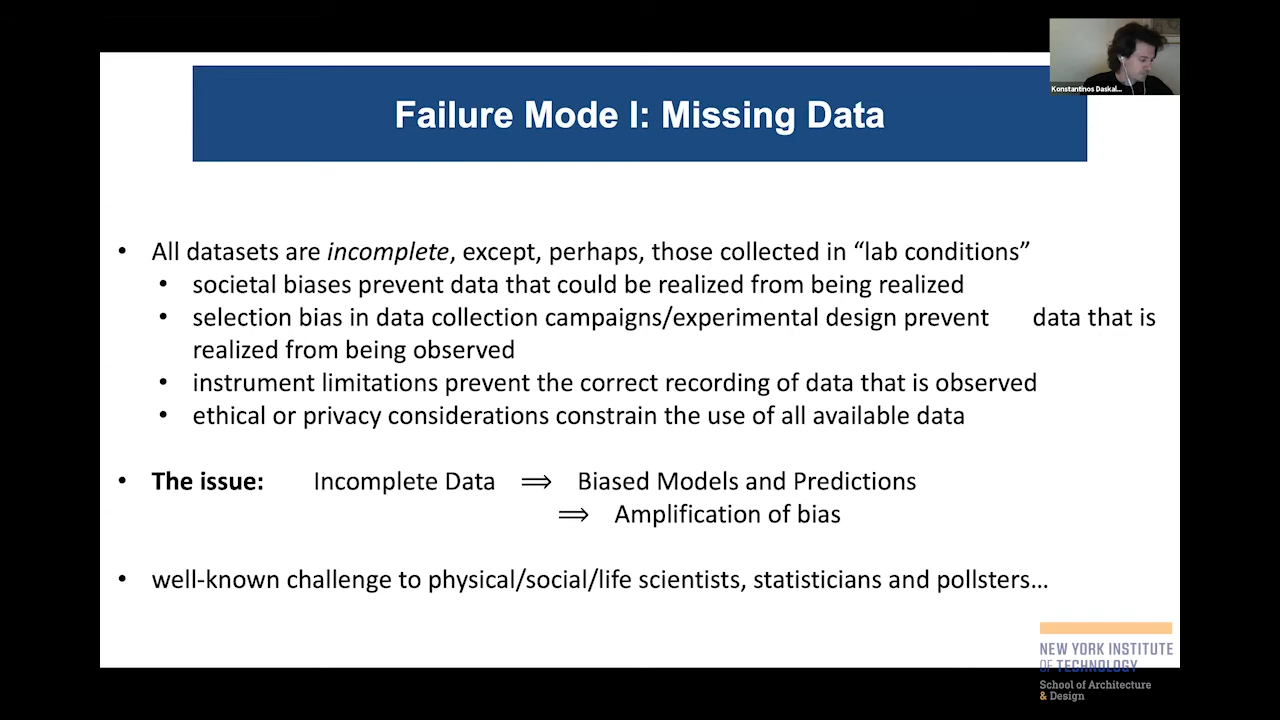 Konstantinos Daskal...
Failure Mode I: Missing Data
• All datasets are incomplete, except, perhaps, those collected in “lab conditions”
• societal biases prevent data that could be realized from being realized
• selection bias in data collection campaigns/experimental design prevent data that is
realized from being observed
• instrument limitations prevent the correct recording of data that is observed
• ethical or privacy considerations constrain the use of all available data
• The issue: Incomplete Data ⟹ Biased Models and Predictions
⟹ Amplification of bias
• well-known challenge to physical/social/life scientists, statisticians and pollsters…
NEW YORK INSTITUTE
OF TECHNOLOGY
School of Architecture
& Design